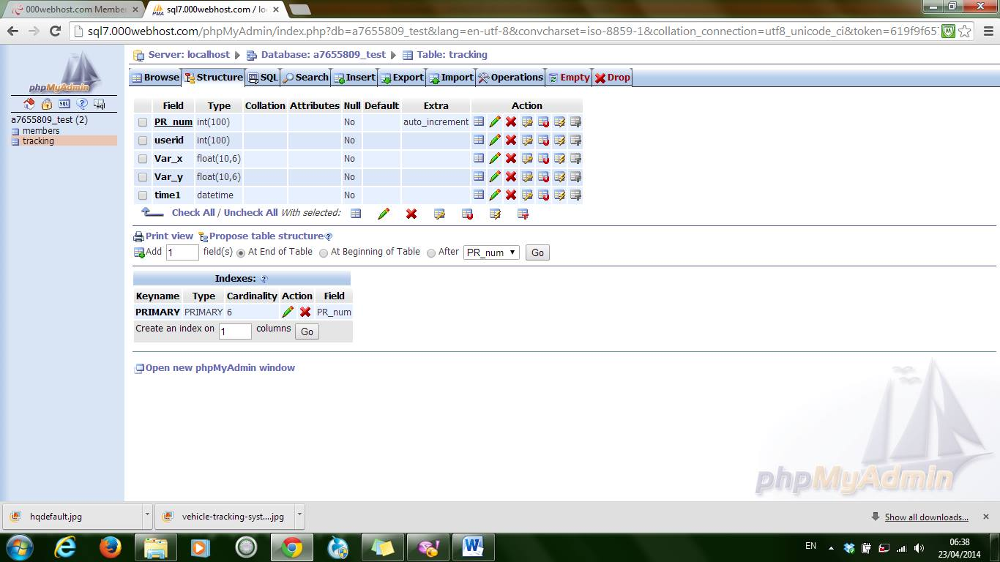 000webhost.com Member
sql7.000webhost.com / lo
sql7.000webhost.com/phpMyAdmin/index.php?db=a7655809_test&lang=en-utf-8&convcharset=iso-8859-1&collation_connection=utf8_unicode_ci&token=619f9f657
phpMyAdmin
a7655809_test (2)
members
tracking
Server: localhost Database: a7655809_test Table: tracking
Browse Structure SQL Search Insert Export Import Operations Empty Drop
Field Type Collation Attributes Null Default Extra Action
PR_num int(100) No auto_increment
userid int(100) No
Var_x float(10,6) No
Var_y float(10,6) No
time1 datetime No
Check All / Uncheck All With selected:
Print view Propose table structure
Add 1 field(s) At End of Table At Beginning of Table After PR_num Go
Indexes:
Keyname Type Cardinality Action Field
PRIMARY PRIMARY 6 PR_num
Create an index on 1 columns Go
Open new phpMyAdmin window
phpMyAdmin
hqdefault.jpg vehicle-tracking-syst....jpg Show all downloads...
EN 06:38
23/04/2014